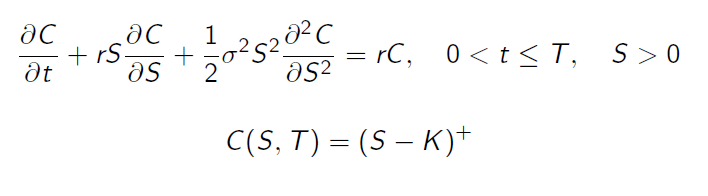 ∂C/∂t + rS ∂C/∂S + 1/2 σ²S² ∂²C/∂S² = rC, 0 < t ≤ T, S > 0
C(S, T) = (S − K)⁺